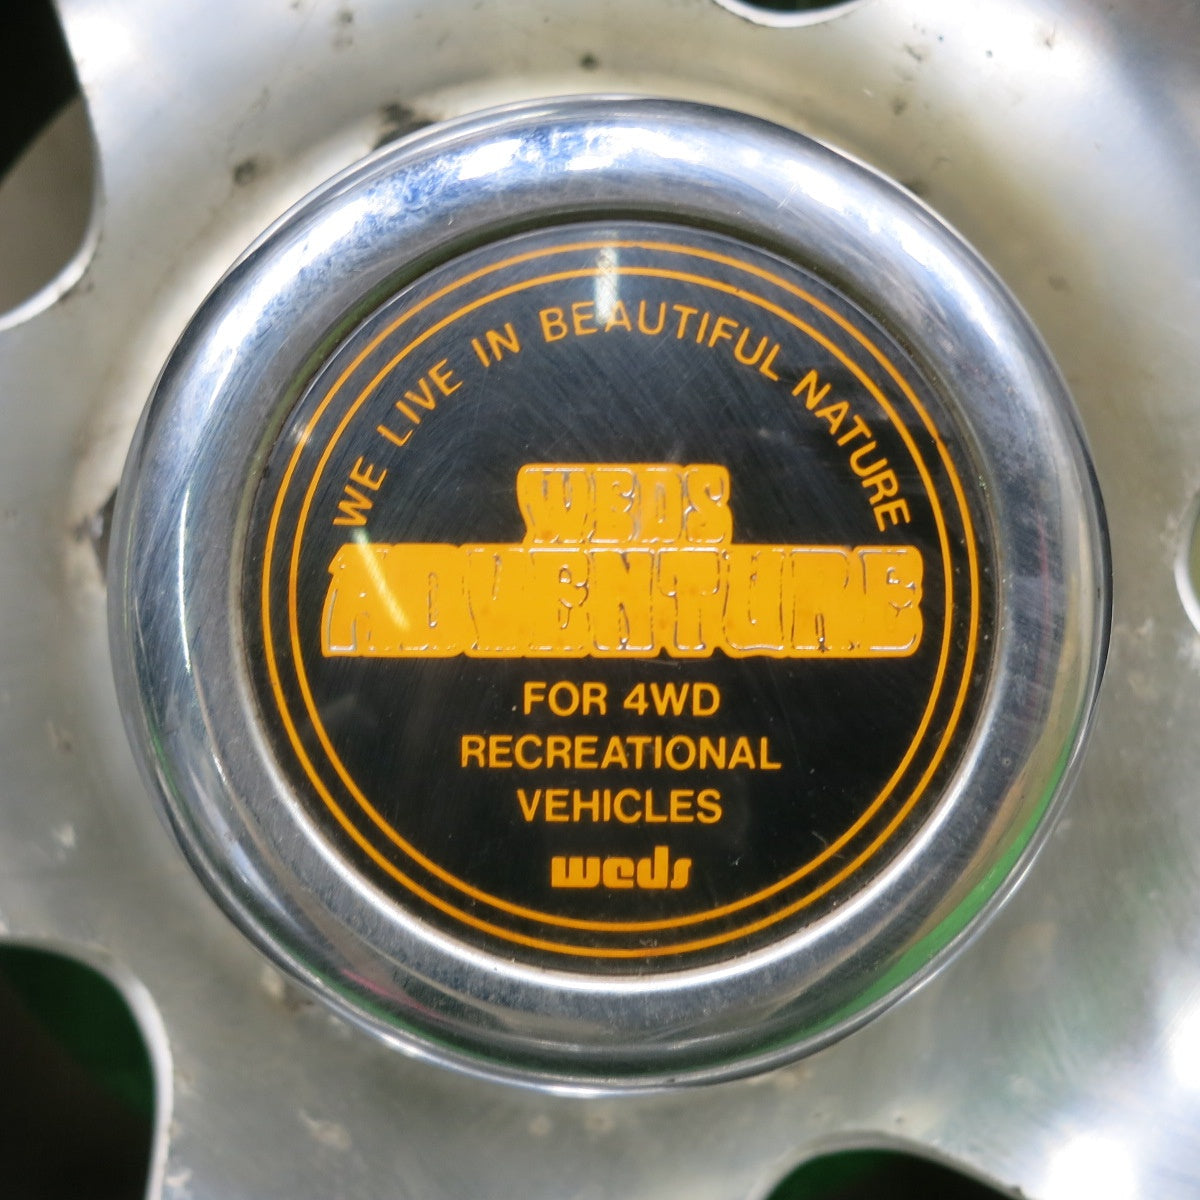 WE LIVE IN BEAUTIFUL NATURE
WEDS
ADVENTURE
FOR 4WD
RECREATIONAL
VEHICLES
weds